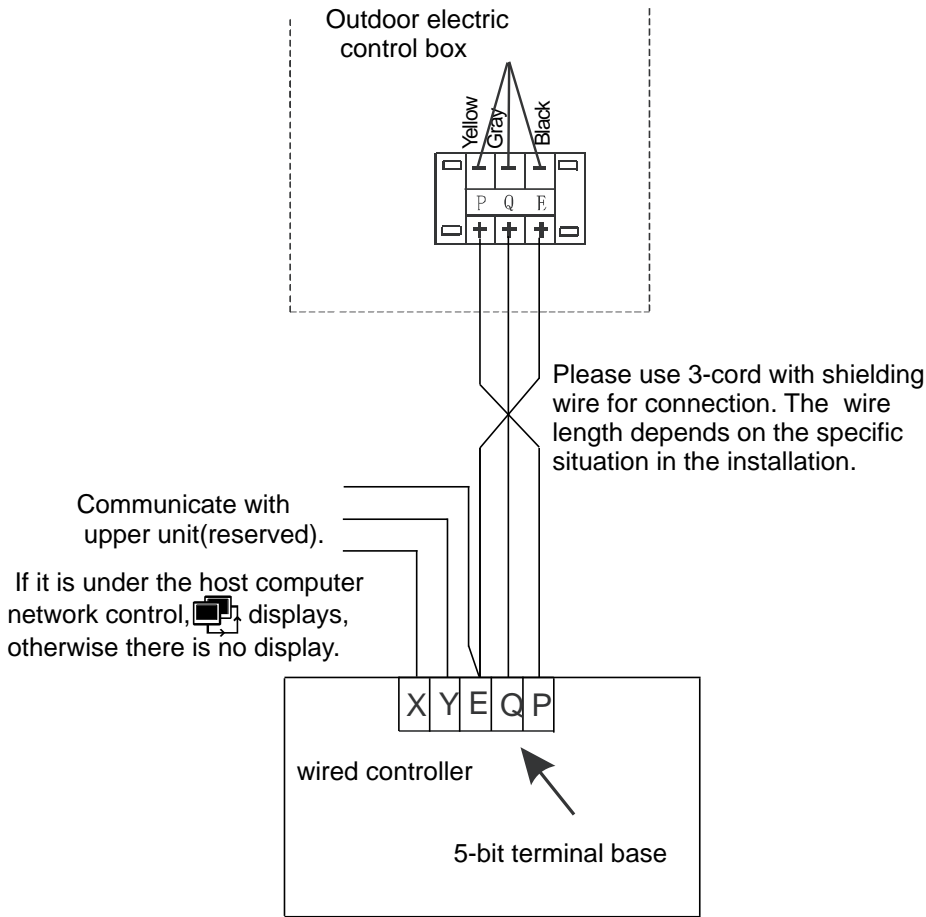 Outdoor electric
control box
Yellow
Gray
Black
P Q E
Please use 3-cord with shielding
wire for connection. The wire
length depends on the specific
situation in the installation.
Communicate with
upper unit(reserved).
If it is under the host computer
network control, displays,
otherwise there is no display.
X Y E Q P
wired controller
5-bit terminal base